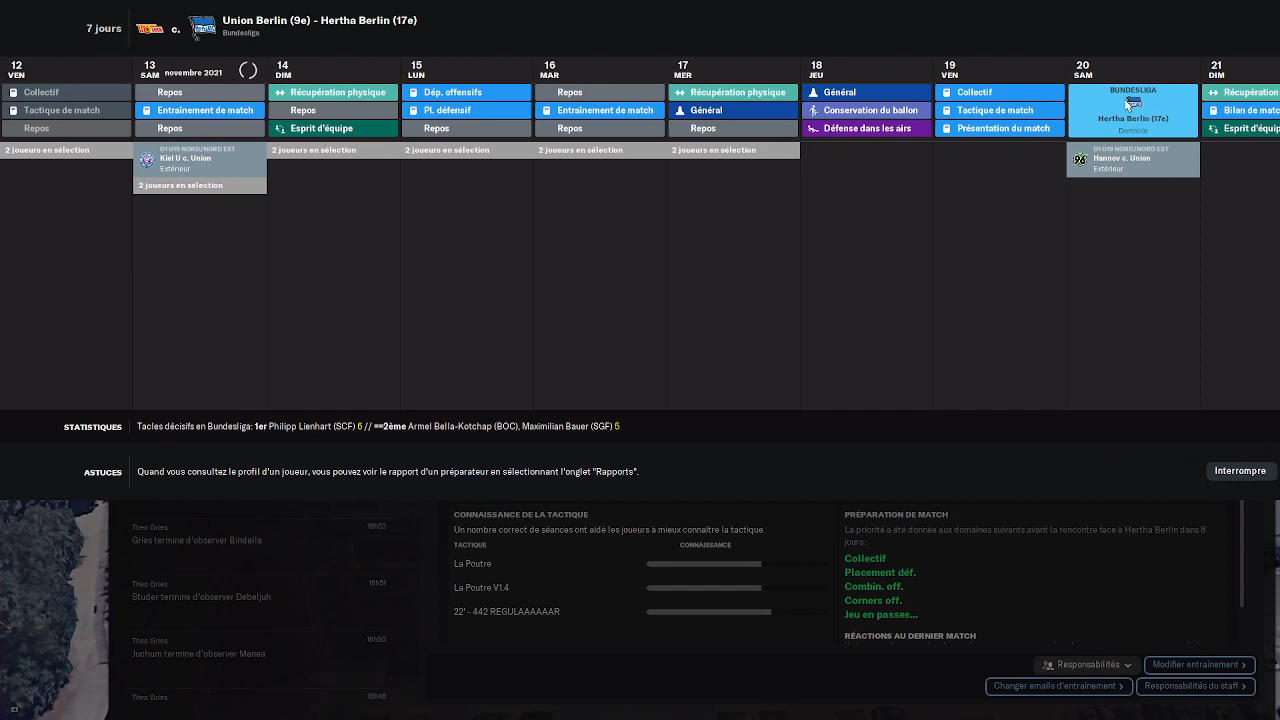 7 jours
c.
Union Berlin (9e) - Hertha Berlin (17e)
Bundesliga
12
VEN
13
SAM novembre 2021
14
DIM
15
LUN
16
MAR
17
MER
18
JEU
19
VEN
20
SAM
21
DIM
Collectif
Tactique de match
Repos
2 joueurs en sélection
Repos
Entraînement de match
Repos
D1 U19 NORD/NORD EST
Kiel U c. Union
Extérieur
2 joueurs en sélection
Récupération physique
Repos
Esprit d'équipe
2 joueurs en sélection
Dép. offensifs
Pl. défensif
Repos
2 joueurs en sélection
Repos
Entraînement de match
Repos
2 joueurs en sélection
Récupération physique
Général
Repos
2 joueurs en sélection
Général
Conservation du ballon
Défense dans les airs
Collectif
Tactique de match
Présentation du match
BUNDESLIGA
Hertha Berlin (17e)
Domicile
D1 U19 NORD/NORD EST
Hannov c. Union
Extérieur
Récupération
Bilan de mat
Esprit d'équip
STATISTIQUES
Tacles décisifs en Bundesliga: 1er Philipp Lienhart (SCF) 6 // ==2ème Armel Bella-Kotchap (BOC), Maximilian Bauer (SGF) 5
ASTUCES
Quand vous consultez le profil d'un joueur, vous pouvez voir le rapport d'un préparateur en sélectionnant l'onglet "Rapports".
Interrompre
Theo Gries 16h53
Gries termine d'observer Bindella
Theo Gries 16h51
Studer termine d'observer Debeljuh
Theo Gries 16h50
Juchum termine d'observer Manea
Theo Gries 16h48
CONNAISSANCE DE LA TACTIQUE
Un nombre correct de séances ont aidé les joueurs à mieux connaître la tactique.
TACTIQUE CONNAISSANCE
La Poutre
La Poutre V1.4
22' - 442 REGULAAAAAAR
PRÉPARATION DE MATCH
La priorité a été donnée aux domaines suivants avant la rencontre face à Hertha Berlin dans 8
jours :
Collectif
Placement déf.
Combin. off.
Corners off.
Jeu en passes...
RÉACTIONS AU DERNIER MATCH
Responsabilités
Modifier entraînement
Changer emails d'entraînement
Responsabilités du staff